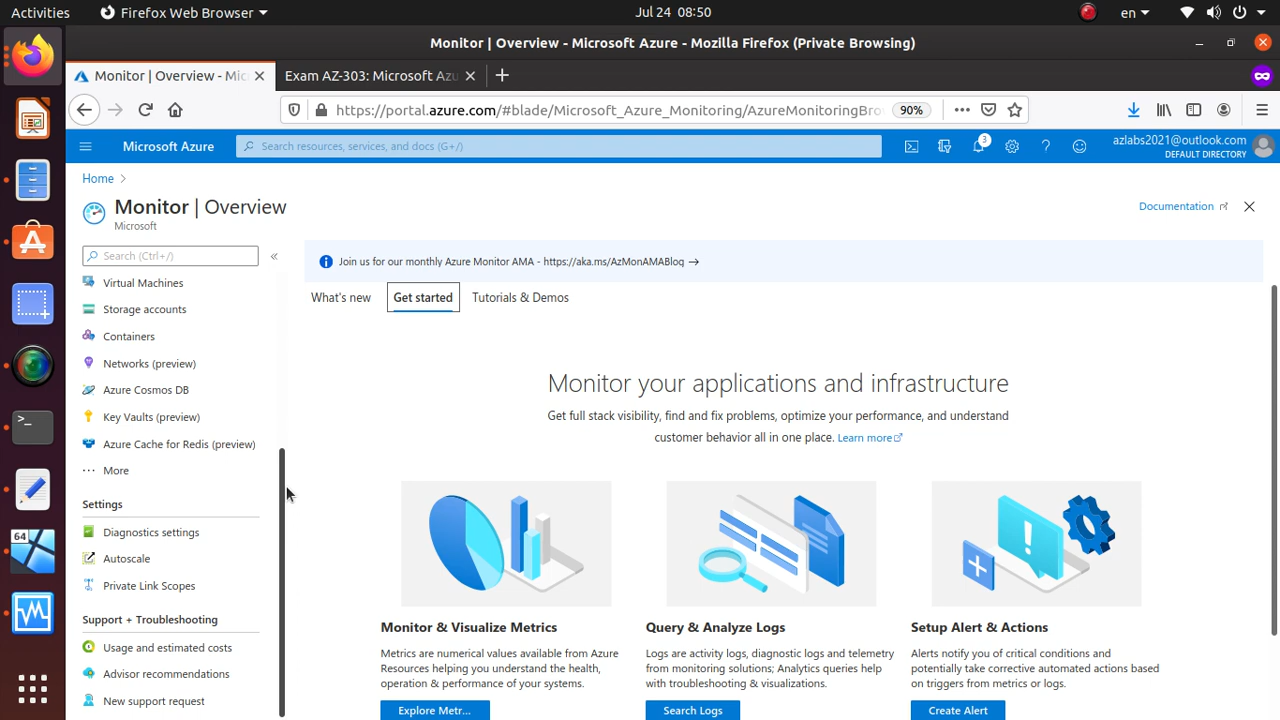 Activities
Firefox Web Browser
Jul 24 08:50
en
Monitor | Overview - Microsoft Azure - Mozilla Firefox (Private Browsing)
Monitor | Overview - Mic
Exam AZ-303: Microsoft Azu
https://portal.azure.com/#blade/Microsoft_Azure_Monitoring/AzureMonitoringBro
90%
Microsoft Azure
Search resources, services, and docs (G+/)
3
azlabs2021@outlook.com
DEFAULT DIRECTORY
Home
Monitor | Overview
Microsoft
Documentation
Search (Ctrl+/)
Virtual Machines
Storage accounts
Containers
Networks (preview)
Azure Cosmos DB
Key Vaults (preview)
Azure Cache for Redis (preview)
More
Settings
Diagnostics settings
Autoscale
Private Link Scopes
Support + Troubleshooting
Usage and estimated costs
Advisor recommendations
New support request
Join us for our monthly Azure Monitor AMA - https://aka.ms/AzMonAMABlog →
What's new
Get started
Tutorials & Demos
Monitor your applications and infrastructure
Get full stack visibility, find and fix problems, optimize your performance, and understand
customer behavior all in one place. Learn more
Monitor & Visualize Metrics
Metrics are numerical values available from Azure
Resources helping you understand the health,
operation & performance of your systems.
Explore Metr...
Query & Analyze Logs
Logs are activity logs, diagnostic logs and telemetry
from monitoring solutions; Analytics queries help
with troubleshooting & visualizations.
Search Logs
Setup Alert & Actions
Alerts notify you of critical conditions and
potentially take corrective automated actions based
on triggers from metrics or logs.
Create Alert
64